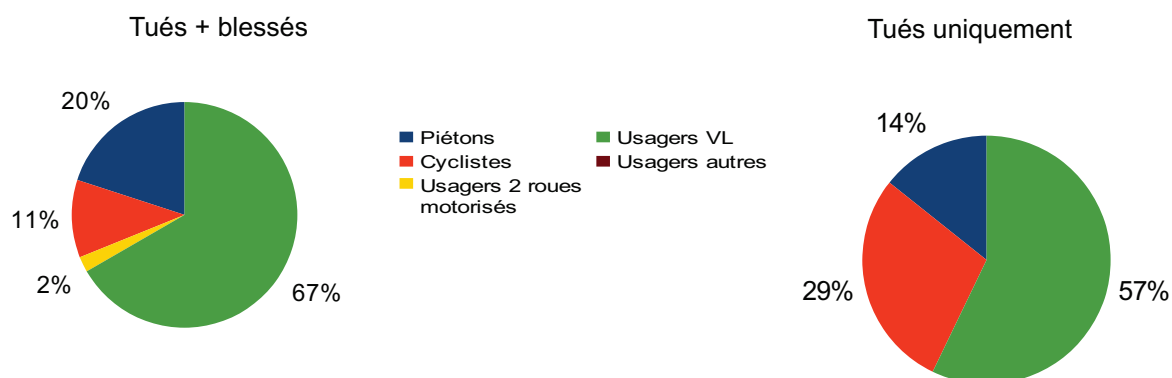 Tués + blessés
Tués uniquement
20%
11%
2%
67%
Piétons
Cyclistes
Usagers 2 roues
motorisés
Usagers VL
Usagers autres
14%
29%
57%